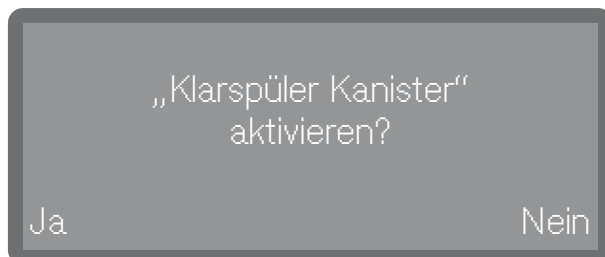 „Klarspüler Kanister“
aktivieren?
Ja Nein